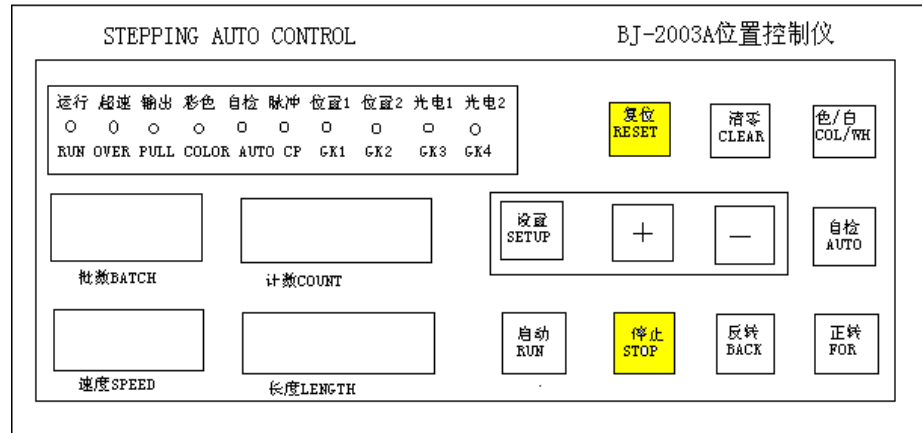 STEPPING AUTO CONTROL
BJ-2003A位置控制仪
运行 超速 输出 彩色 自检 脉冲 位置1 位置2 光电1 光电2
RUN OVER PULL COLOR AUTO CP GK1 GK2 GK3 GK4
复位
RESET
清零
CLEAR
色/白
COL/WH
批数BATCH
计数COUNT
设置
SETUP
+
—
自检
AUTO
速度SPEED
长度LENGTH
启动
RUN
停止
STOP
反转
BACK
正转
FOR